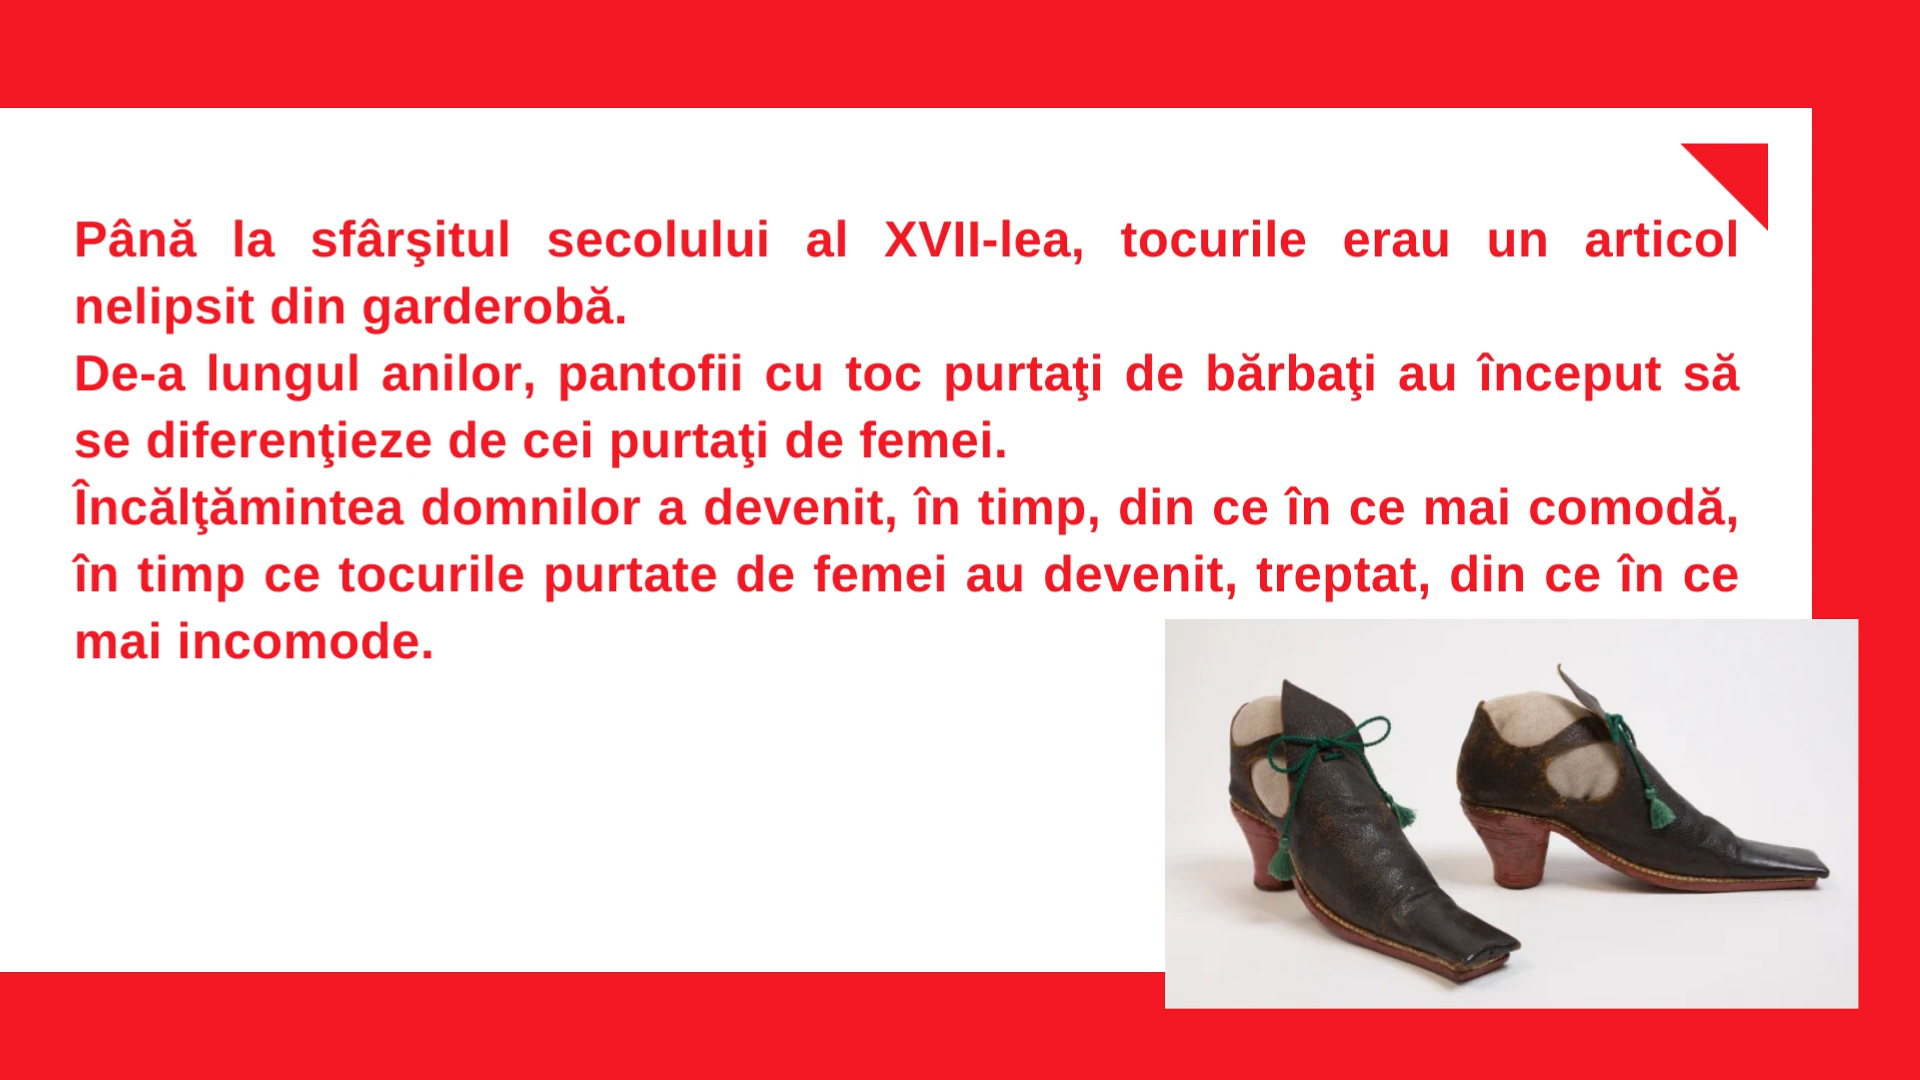 Până la sfârşitul secolului al XVII-lea, tocurile erau un articol
nelipsit din garderobă.
De-a lungul anilor, pantofii cu toc purtaţi de bărbaţi au început să
se diferenţieze de cei purtaţi de femei.
Încălţămintea domnilor a devenit, în timp, din ce în ce mai comodă,
în timp ce tocurile purtate de femei au devenit, treptat, din ce în ce
mai incomode.